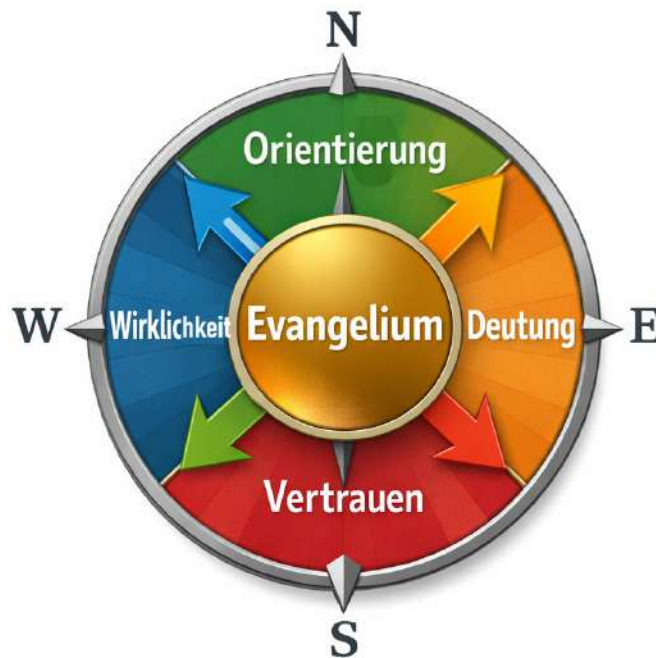 N
Orientierung
W
Wirklichkeit
Evangelium
Deutung
E
Vertrauen
S